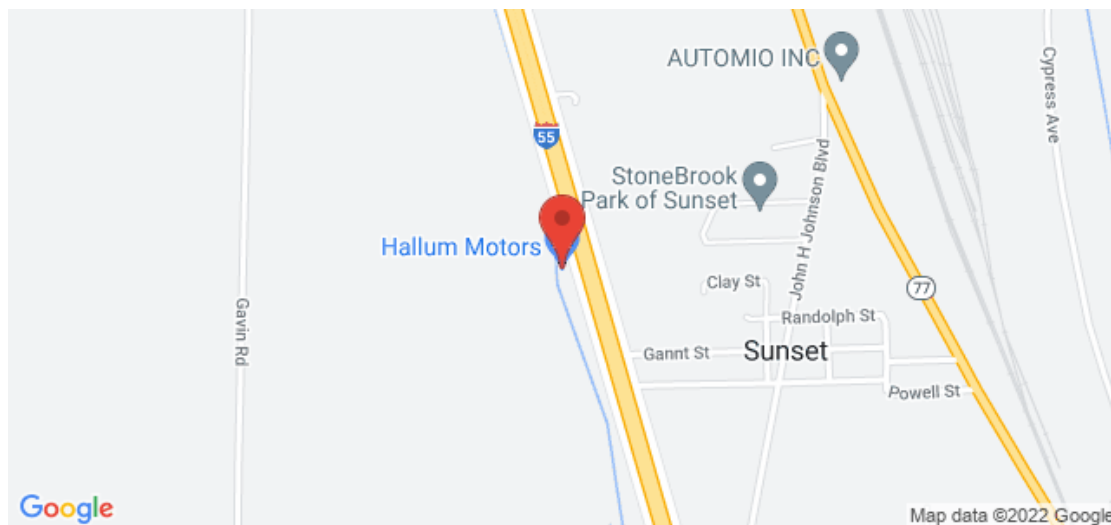 AUTOMIO INC
Cypress Ave
55
John H Johnson Blvd
StoneBrook
Park of Sunset
Hallum Motors
Clay St
77
Gavin Rd
Randolph St
Gannt St
Sunset
Powell St
Google
Map data ©2022 Google